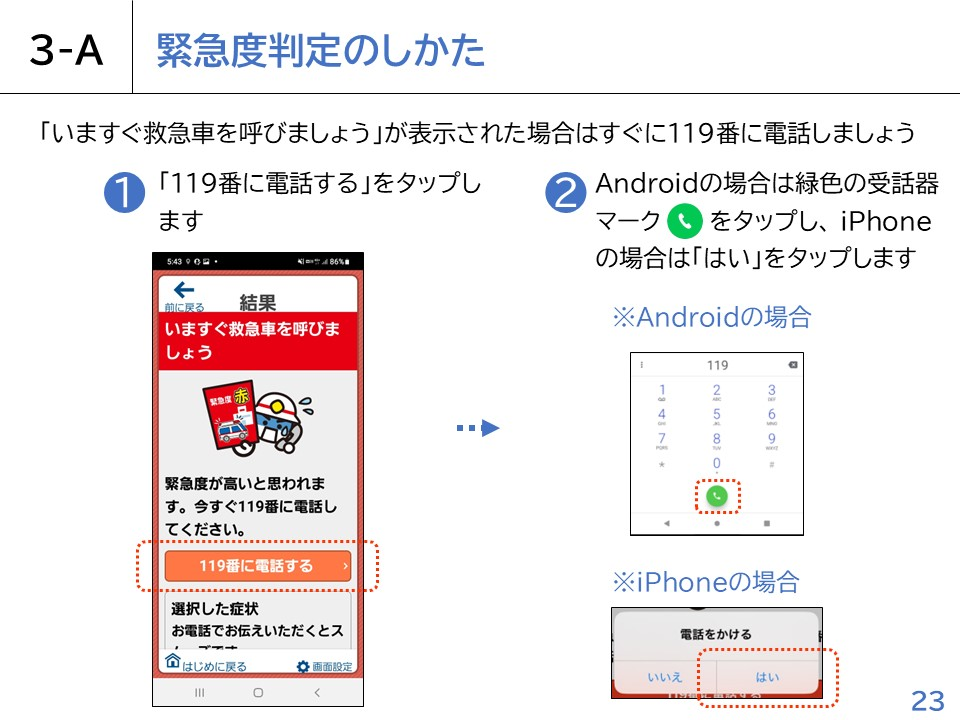 3-A
緊急度判定のしかた
「いますぐ救急車を呼びましょう」が表示された場合はすぐに119番に電話しましょう
1
「119番に電話する」をタップし
ます
2
Androidの場合は緑色の受話器
マーク をタップし、iPhone
の場合は「はい」をタップします
5:43
86%
前に戻る
結果
いますぐ救急車を呼びま
しょう
緊急度 赤
緊急度が高いと思われま
す。今すぐ119番に電話し
てください。
119番に電話する
選択した症状
お電話でお伝えいただくとス
はじめに戻る
画面設定
※Androidの場合
119
1
2 ABC
3 DEF
4 GHI
5 JKL
6 MNO
7 PQRS
8 TUV
9 WXYZ
*
0
+
#
※iPhoneの場合
電話をかける
いいえ
はい
119番に電話する
23